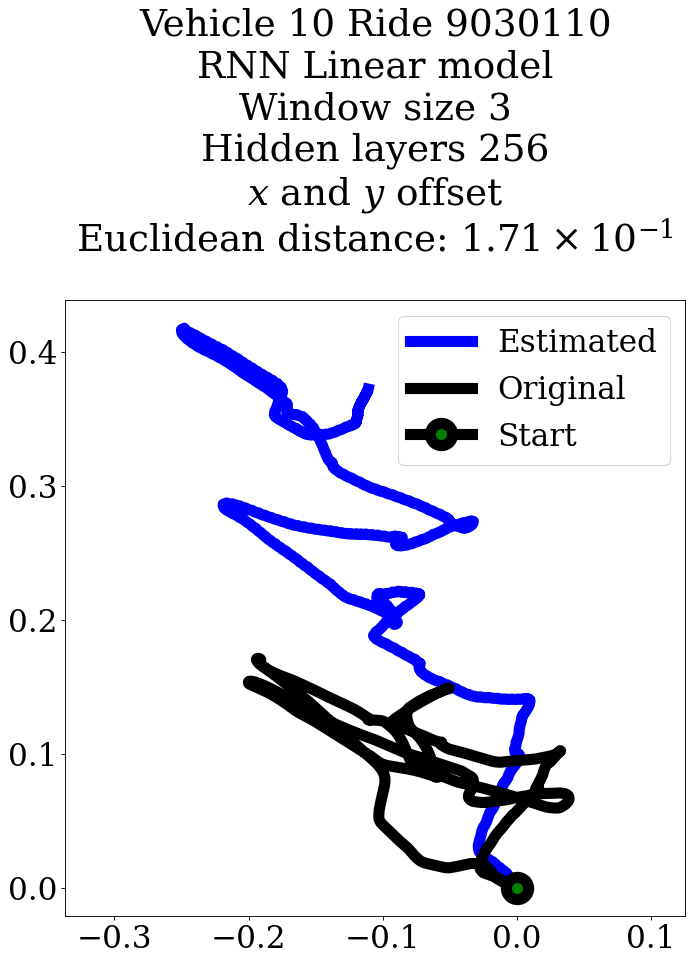 Vehicle 10 Ride 9030110
RNN Linear model
Window size 3
Hidden layers 256
x and y offset
Euclidean distance: 1.71 × 10⁻¹
Estimated
Original
Start
0.4
0.3
0.2
0.1
0.0
−0.3 −0.2 −0.1 0.0 0.1